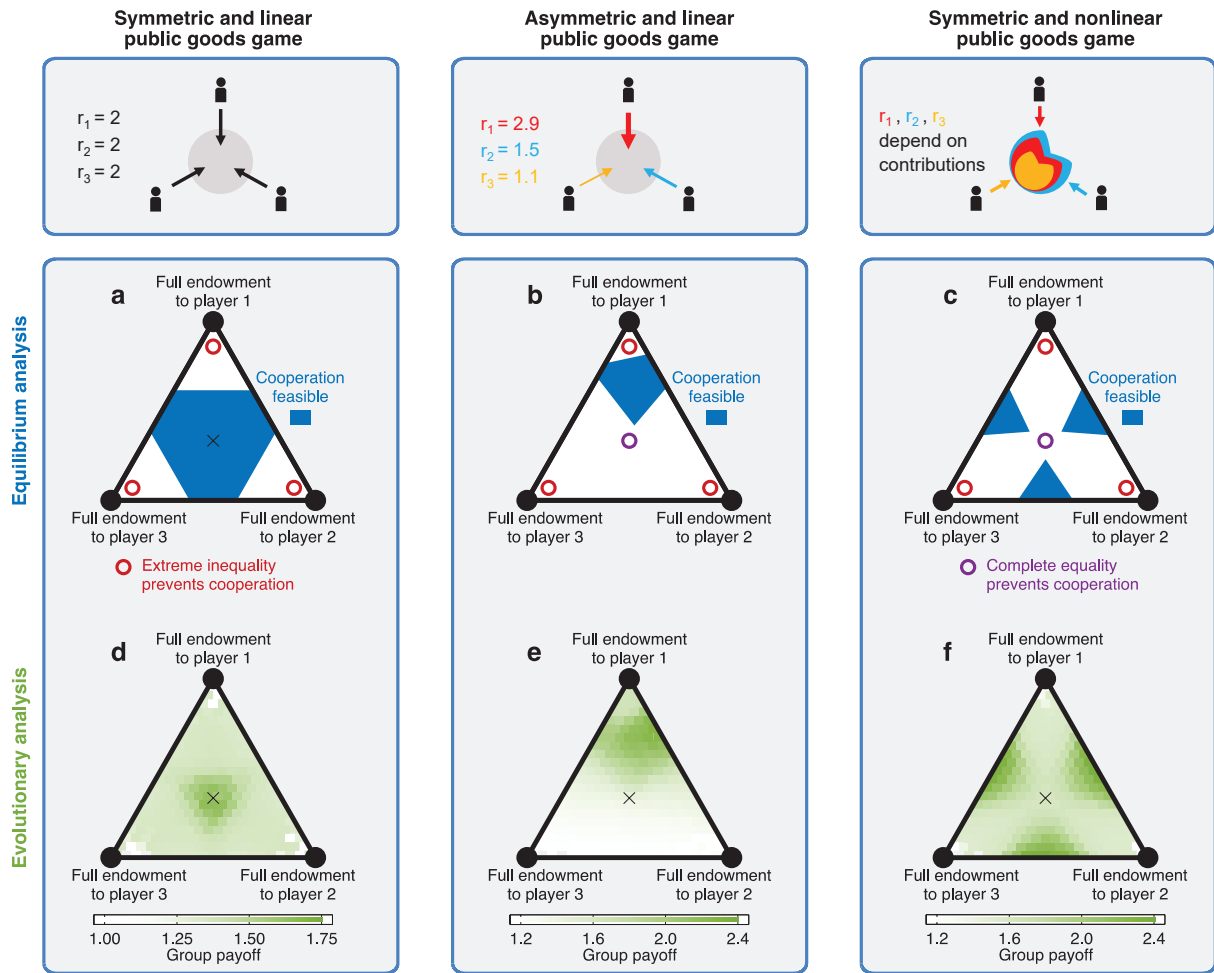 Symmetric and linear
public goods game
Asymmetric and linear
public goods game
Symmetric and nonlinear
public goods game
r1 = 2
r2 = 2
r3 = 2
r1 = 2.9
r2 = 1.5
r3 = 1.1
r1 , r2 , r3
depend on
contributions
Equilibrium analysis
a
Full endowment
to player 1
Cooperation
feasible
Full endowment
to player 3
Full endowment
to player 2
Extreme inequality
prevents cooperation
b
Full endowment
to player 1
Cooperation
feasible
Full endowment
to player 3
Full endowment
to player 2
c
Full endowment
to player 1
Cooperation
feasible
Full endowment
to player 3
Full endowment
to player 2
Complete equality
prevents cooperation
Evolutionary analysis
d
Full endowment
to player 1
Full endowment
to player 3
Full endowment
to player 2
1.00 1.25 1.50 1.75
Group payoff
e
Full endowment
to player 1
Full endowment
to player 3
Full endowment
to player 2
1.2 1.6 2.0 2.4
Group payoff
f
Full endowment
to player 1
Full endowment
to player 3
Full endowment
to player 2
1.2 1.6 2.0 2.4
Group payoff